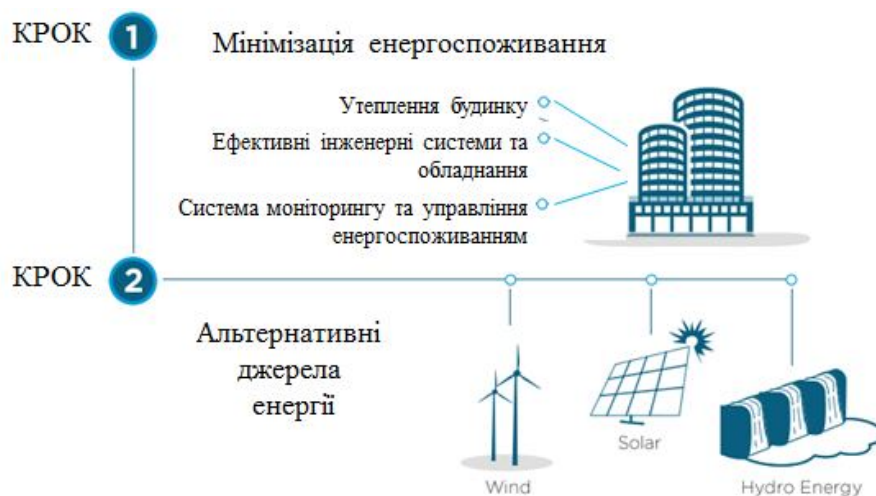 КРОК 1
Мінімізація енергоспоживання
Утеплення будинку
Ефективні інженерні системи та
обладнання
Система моніторингу та управління
енергоспоживанням
КРОК 2
Альтернативні
джерела
енергії
Solar
Wind
Hydro Energy